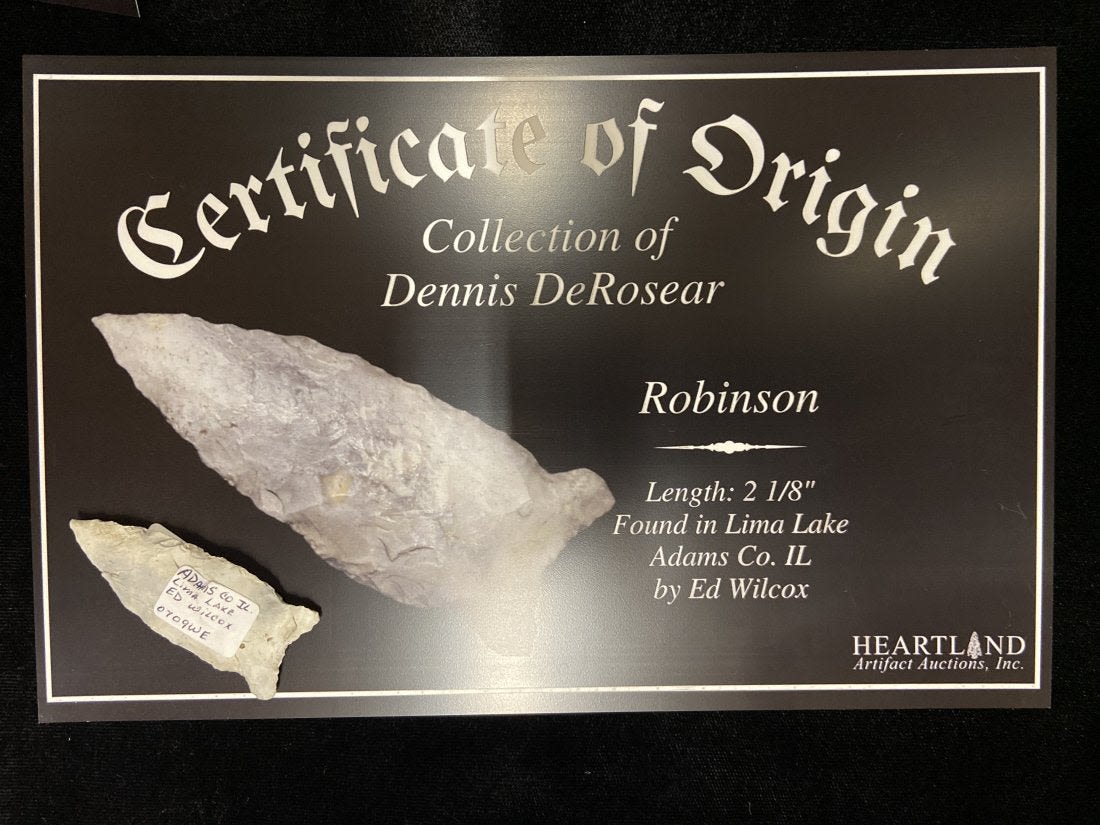 Certificate of Origin
Collection of
Dennis DeRosear
Robinson
Length: 2 1/8"
Found in Lima Lake
Adams Co. IL
by Ed Wilcox
ADAMS CO IL.
LIMA LAKE
ED WILCOX
0709WE
HEARTLAND
Artifact Auctions, Inc.